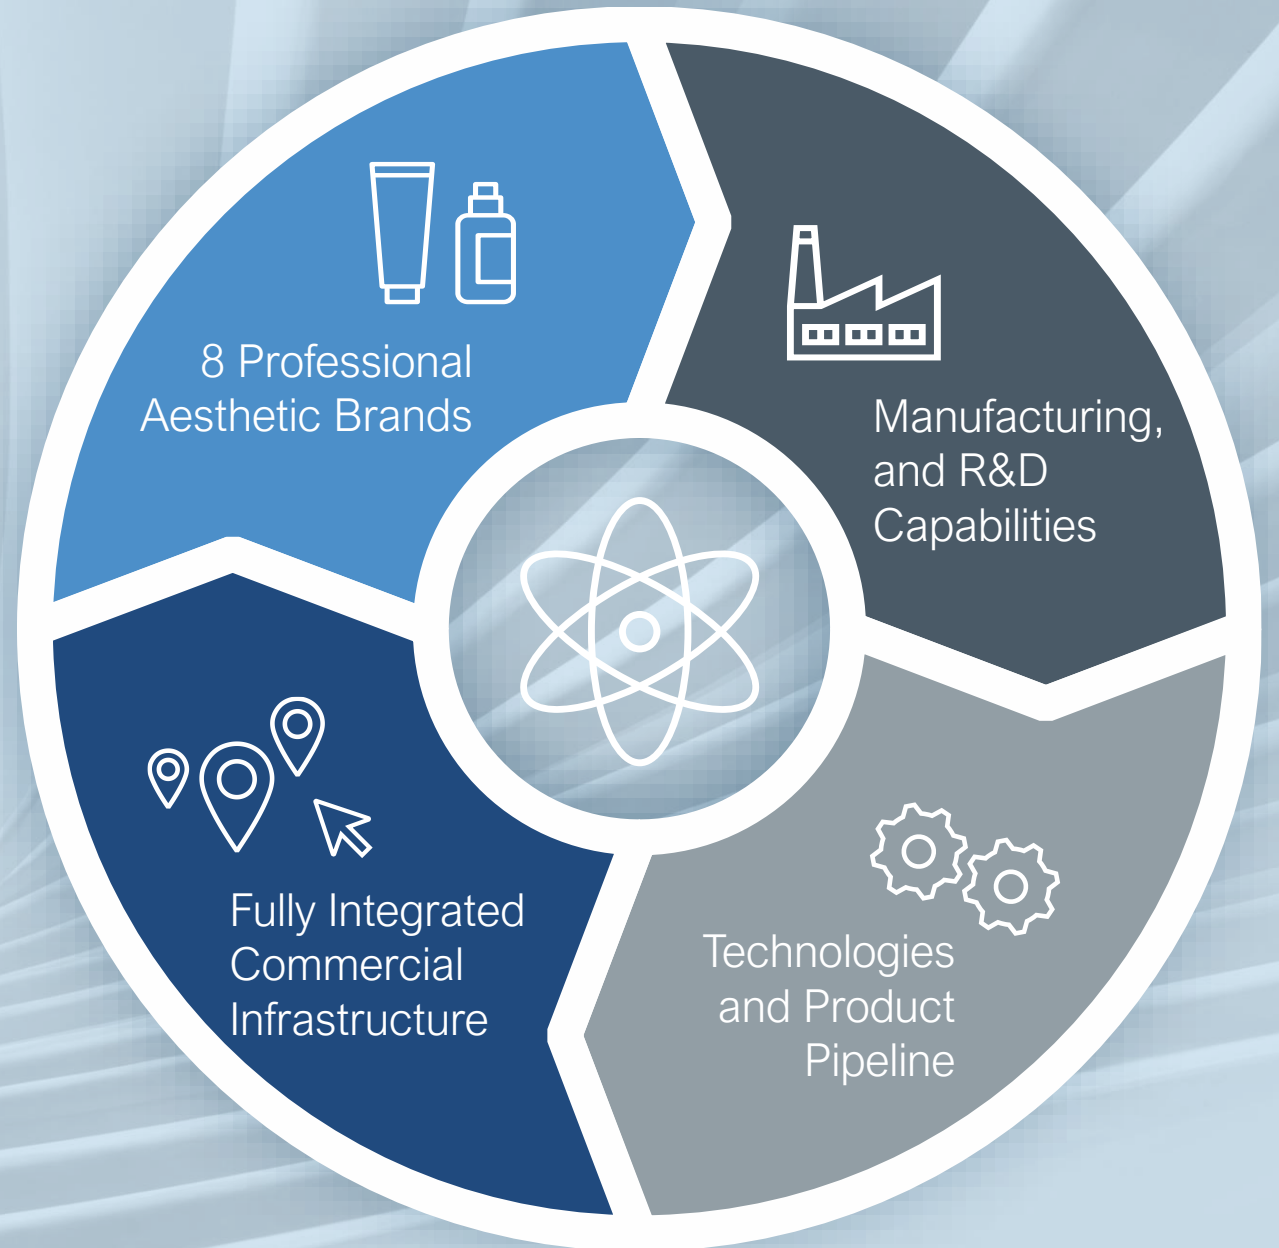 8 Professional
Aesthetic Brands
Manufacturing,
and R&D
Capabilities
Fully Integrated
Commercial
Infrastructure
Technologies
and Product
Pipeline